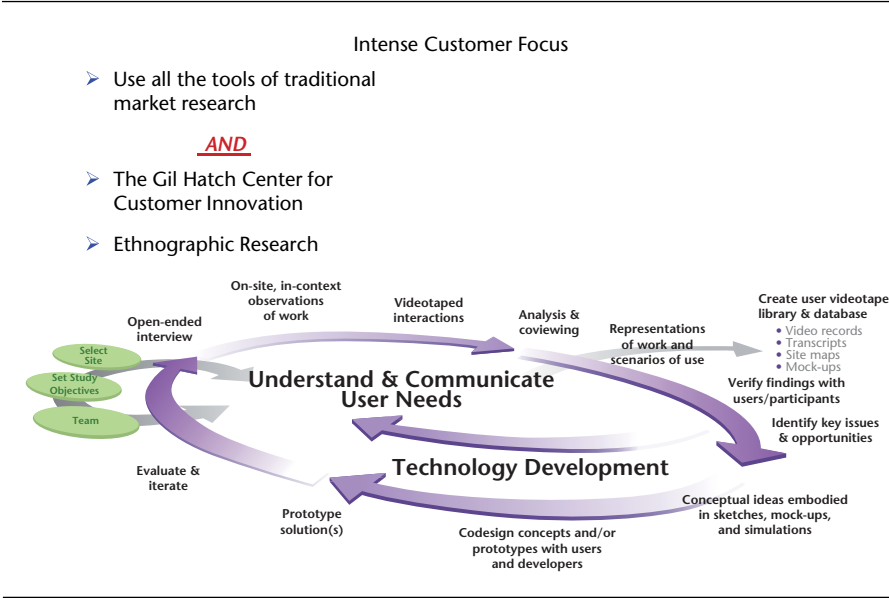 Intense Customer Focus
Use all the tools of traditional
market research
AND
The Gil Hatch Center for
Customer Innovation
Ethnographic Research
Select
Site
Set Study
Objectives
Team
Open-ended
interview
On-site, in-context
observations
of work
Videotaped
interactions
Analysis &
coviewing
Representations
of work and
scenarios of use
Create user videotape
library & database
• Video records
• Transcripts
• Site maps
• Mock-ups
Verify findings with
users/participants
Identify key issues
& opportunities
Understand & Communicate
User Needs
Technology Development
Conceptual ideas embodied
in sketches, mock-ups,
and simulations
Codesign concepts and/or
prototypes with users
and developers
Prototype
solution(s)
Evaluate &
iterate